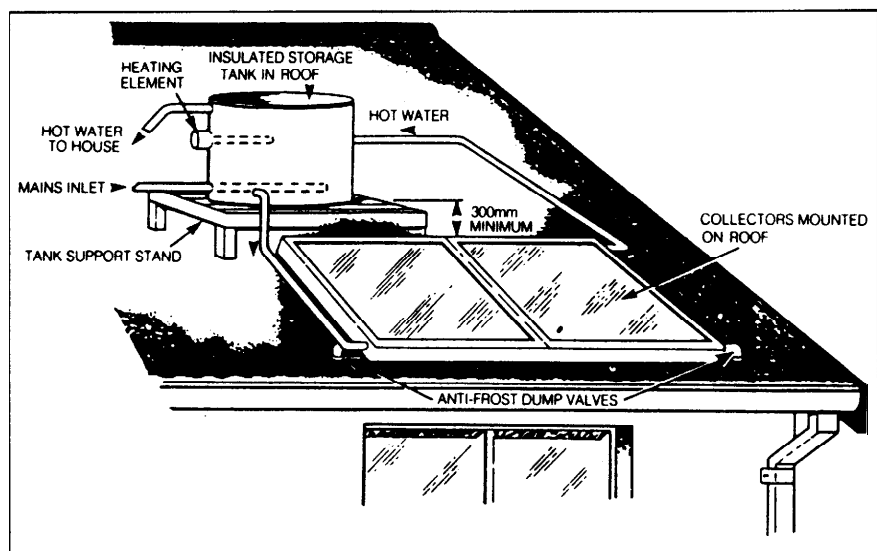 INSULATED STORAGE
TANK IN ROOF
HEATING
ELEMENT
HOT WATER
HOT WATER
TO HOUSE
MAINS INLET
300mm
MINIMUM
COLLECTORS MOUNTED
ON ROOF
TANK SUPPORT STAND
ANTI-FROST DUMP VALVES